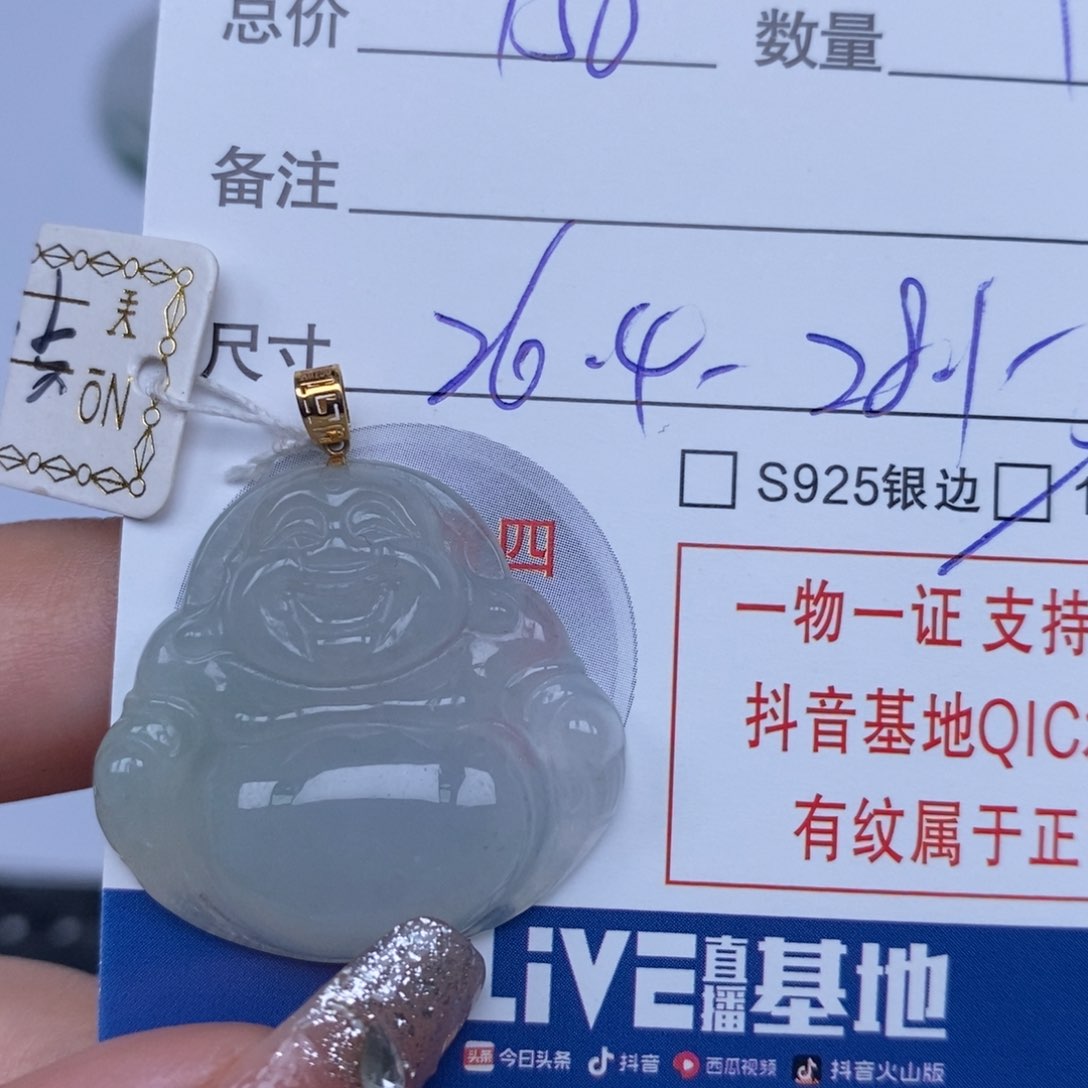 总价 150 数量
备注
尺寸 26.4- 28.1-
NO
四
S925银边
一物一证 支持
抖音基地QIC
有纹属于正
LiVE直播基地
头条 今日头条 抖音 西瓜视频 抖音火山版